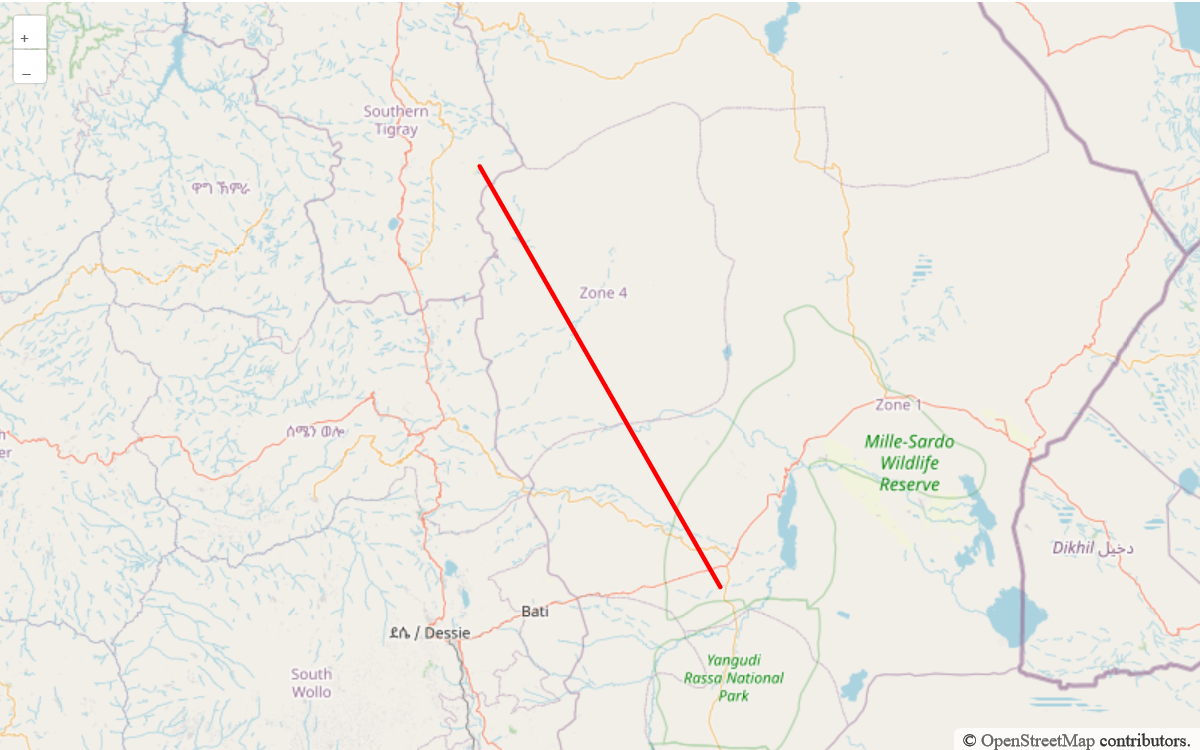 +
–
Southern
Tigray
ዋግ ኽምራ
Zone 4
Zone 1
ሰሜን ወሎ
Mille-Sardo
Wildlife
Reserve
Dikhil دخيل
Bati
ደሴ / Dessie
South
Wollo
Yangudi
Rassa National
Park
© OpenStreetMap contributors.